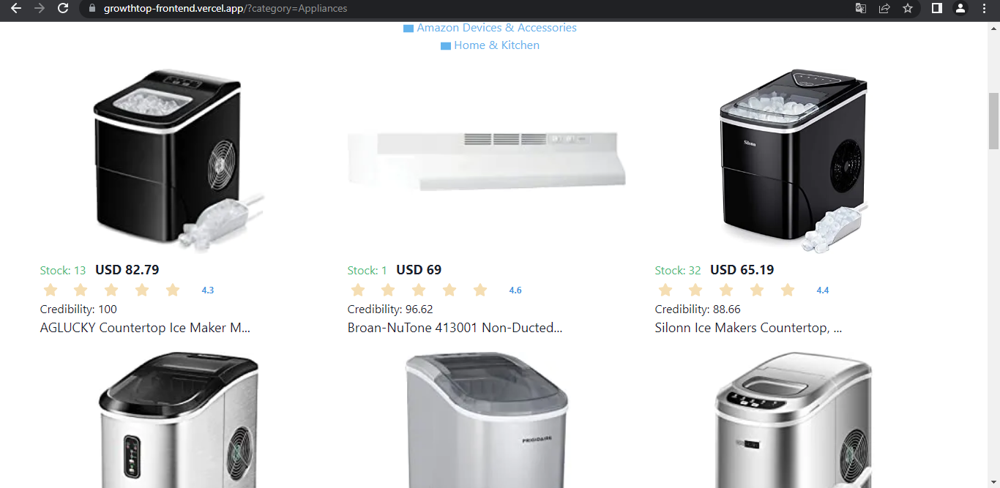 growthtop-frontend.vercel.app/?category=Appliances
Amazon Devices & Accessories
Home & Kitchen
Silonn
Stock: 13 USD 82.79
4.3
Credibility: 100
AGLUCKY Countertop Ice Maker M...
Stock: 1 USD 69
4.6
Credibility: 96.62
Broan-NuTone 413001 Non-Ducted...
Stock: 32 USD 65.19
4.4
Credibility: 88.66
Silonn Ice Makers Countertop, ...
FRIGIDAIRE